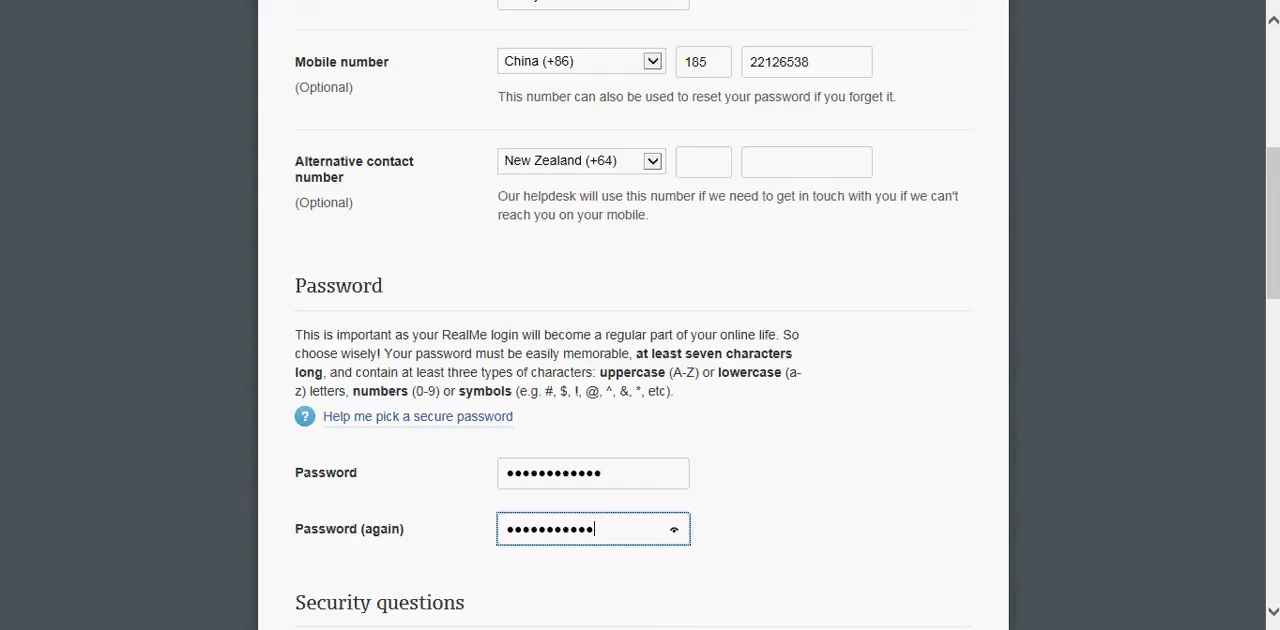 Mobile number China (+86) 185 22126538
(Optional)
This number can also be used to reset your password if you forget it.
Alternative contact number New Zealand (+64)
(Optional)
Our helpdesk will use this number if we need to get in touch with you if we can't
reach you on your mobile.
Password
This is important as your RealMe login will become a regular part of your online life. So
choose wisely! Your password must be easily memorable, at least seven characters
long, and contain at least three types of characters: uppercase (A-Z) or lowercase (a-
z) letters, numbers (0-9) or symbols (e.g. #, $, !, @, ^, &, *, etc).
? Help me pick a secure password
Password ••••••••••••
Password (again) •••••••••••
Security questions